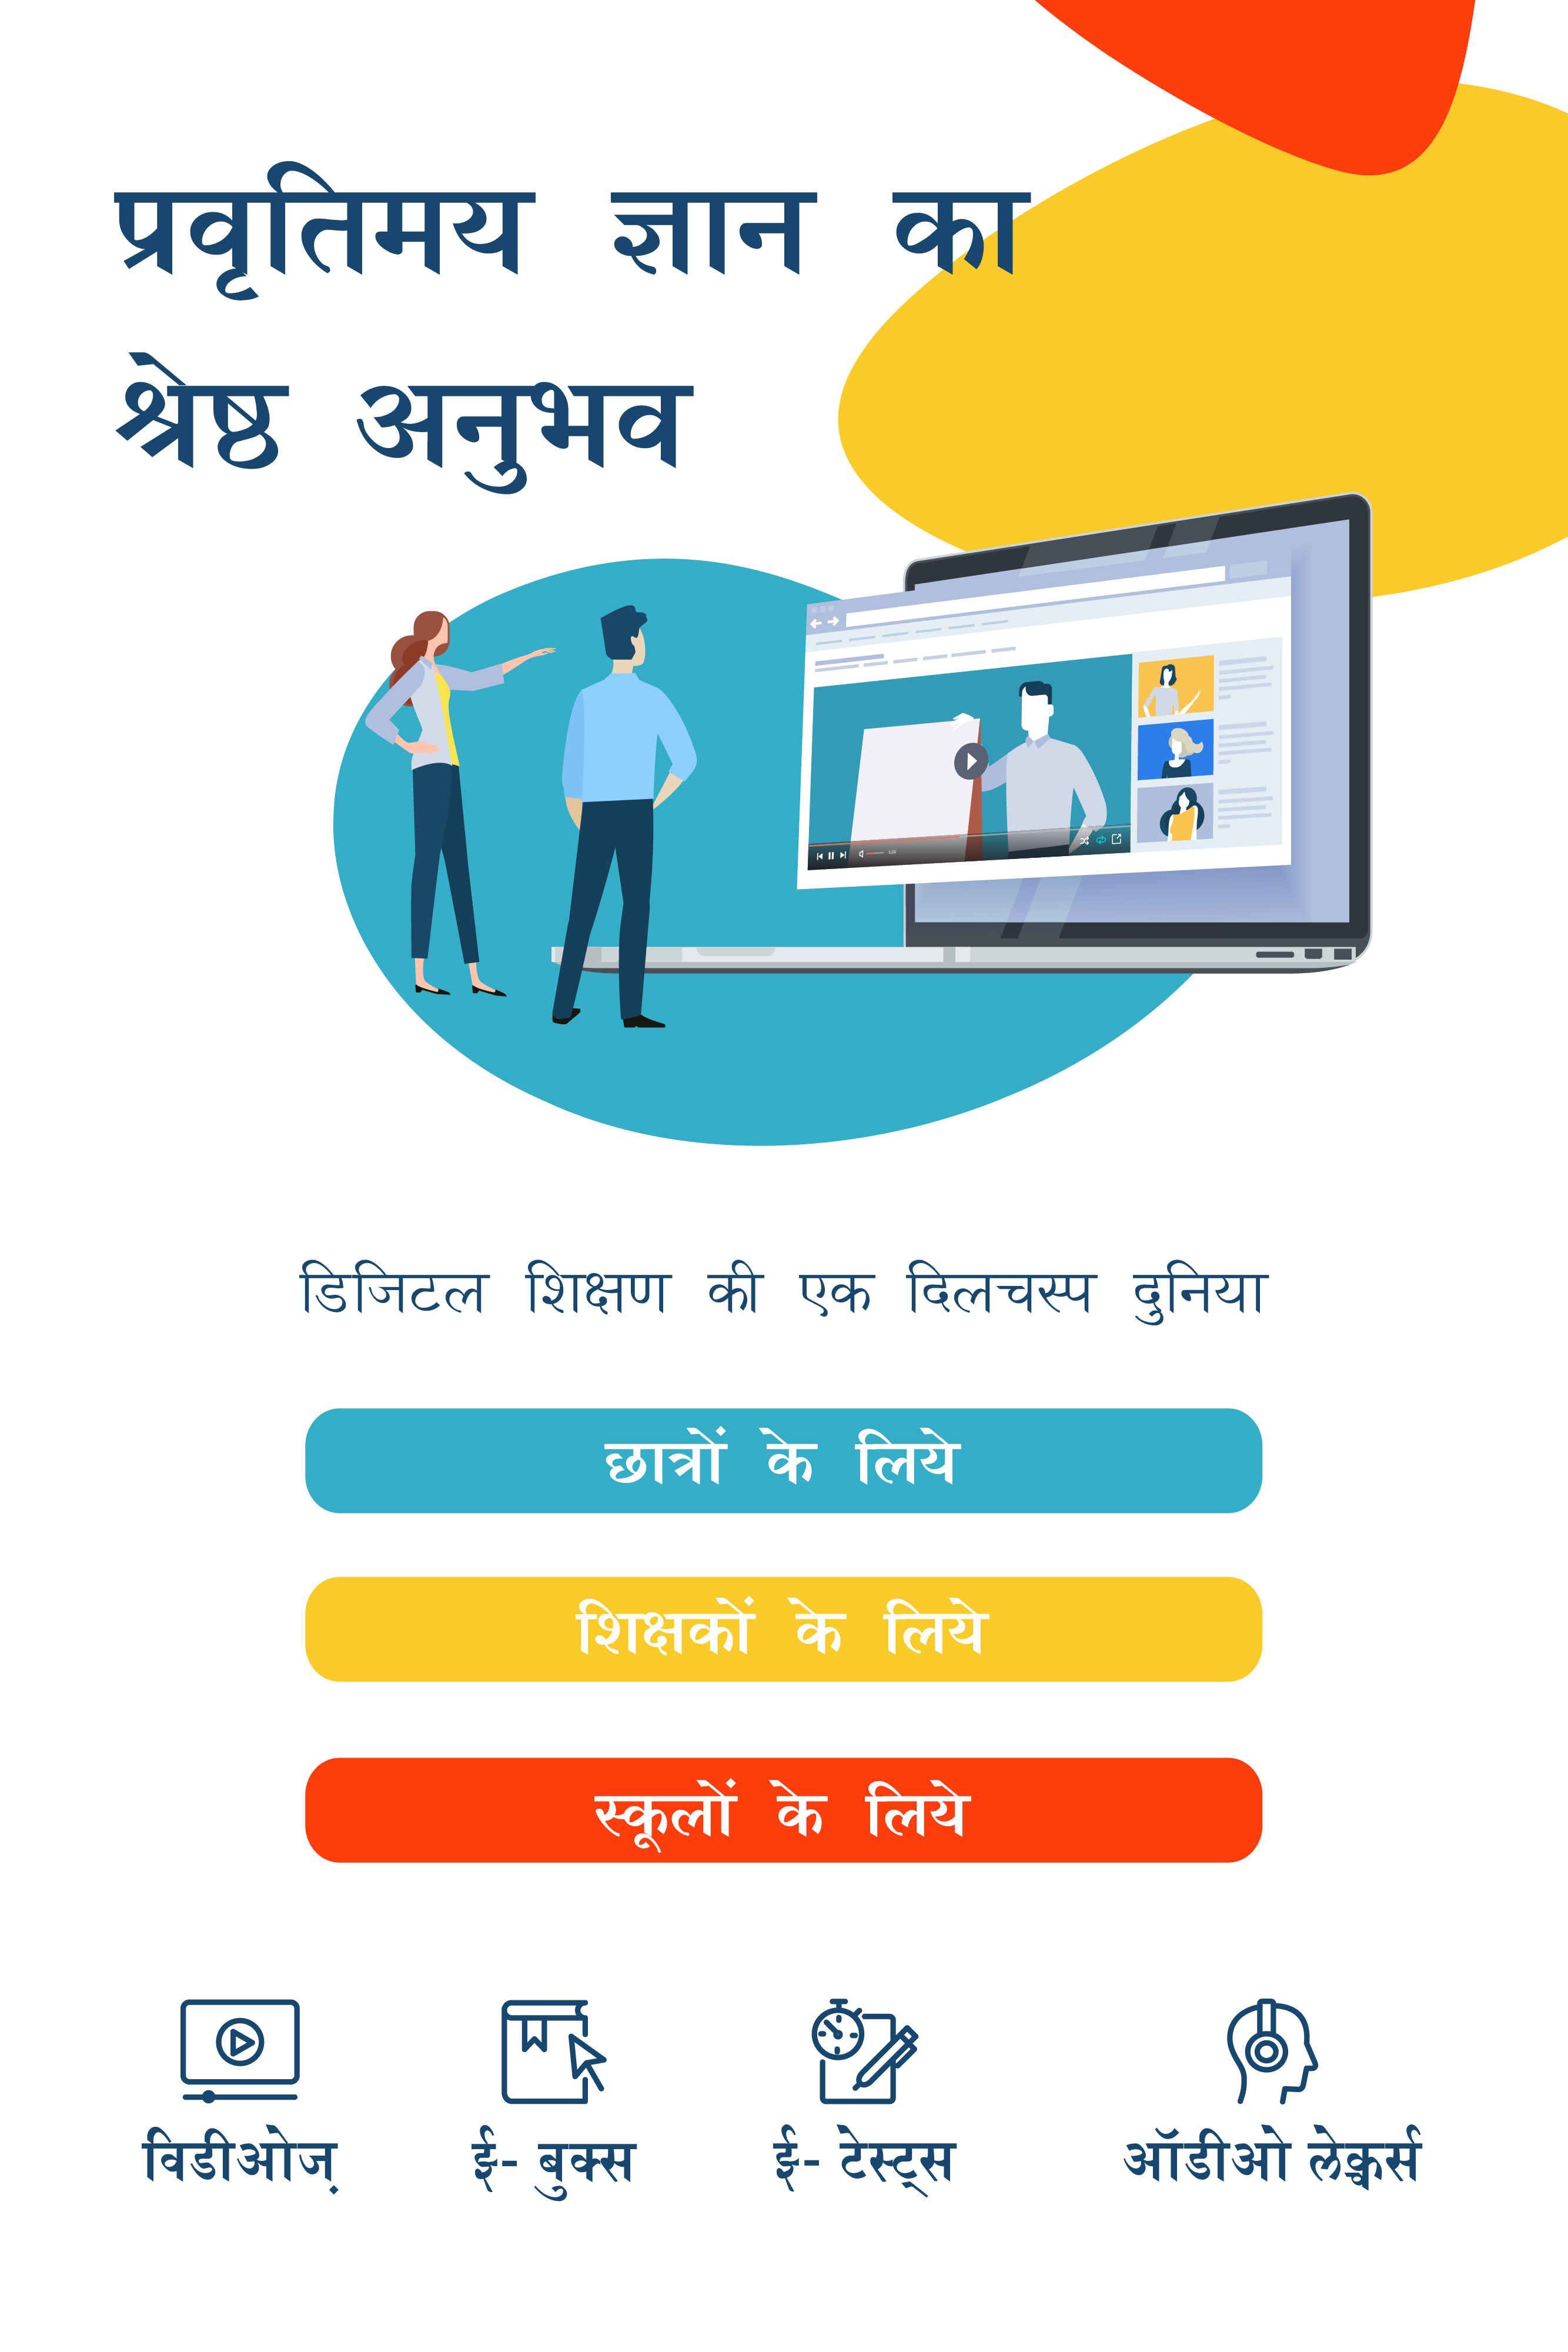 प्रवृतिमय ज्ञान का
श्रेष्ठ अनुभव
डिजिटल शिक्षण की एक दिलचस्प दुनिया
छात्रों के लिये
शिक्षकों के लिये
स्कूलों के लिये
विडीओज़
ई- बुक्स
ई- टेस्ट्स
ऑडीओ लेक्चर्स